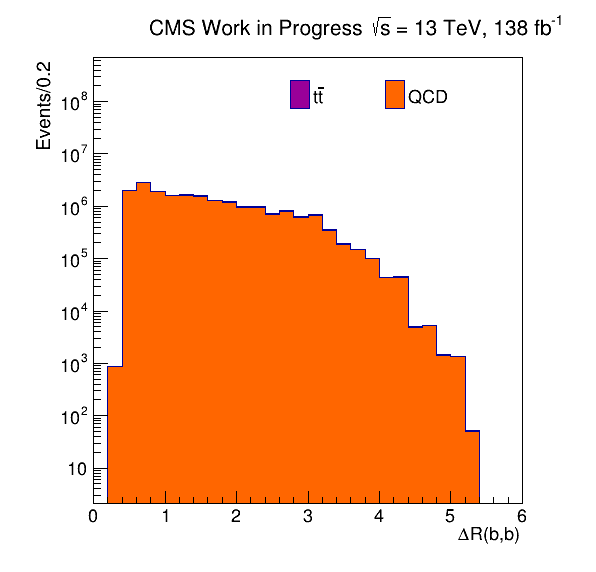 CMS Work in Progress √s = 13 TeV, 138 fb⁻¹
Events/0.2
tt̄
QCD
10⁸
10⁷
10⁶
10⁵
10⁴
10³
10²
10
0 1 2 3 4 5 6
ΔR(b,b)